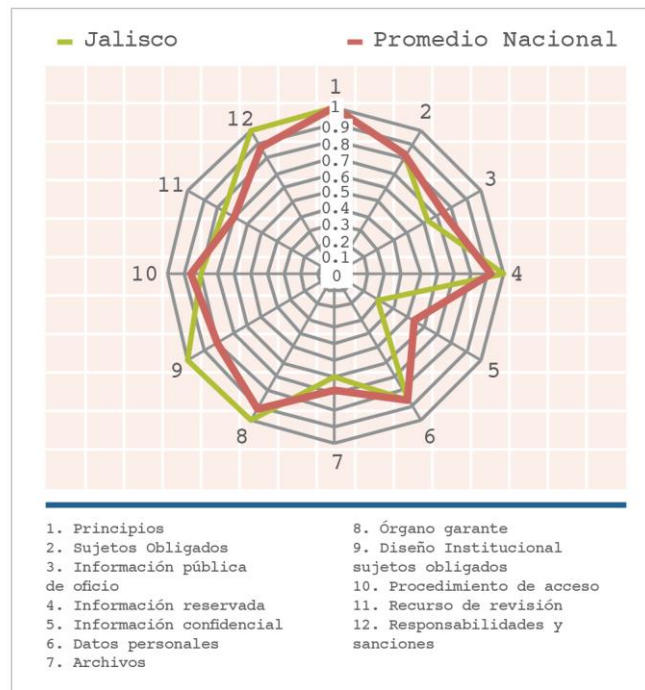 Jalisco
Promedio Nacional
1
2
3
4
5
6
7
8
9
10
11
12
1
0.9
0.8
0.7
0.6
0.5
0.4
0.3
0.2
0.1
0
1. Principios
2. Sujetos Obligados
3. Información pública
de oficio
4. Información reservada
5. Información confidencial
6. Datos personales
7. Archivos
8. Órgano garante
9. Diseño Institucional
sujetos obligados
10. Procedimiento de acceso
11. Recurso de revisión
12. Responsabilidades y
sanciones